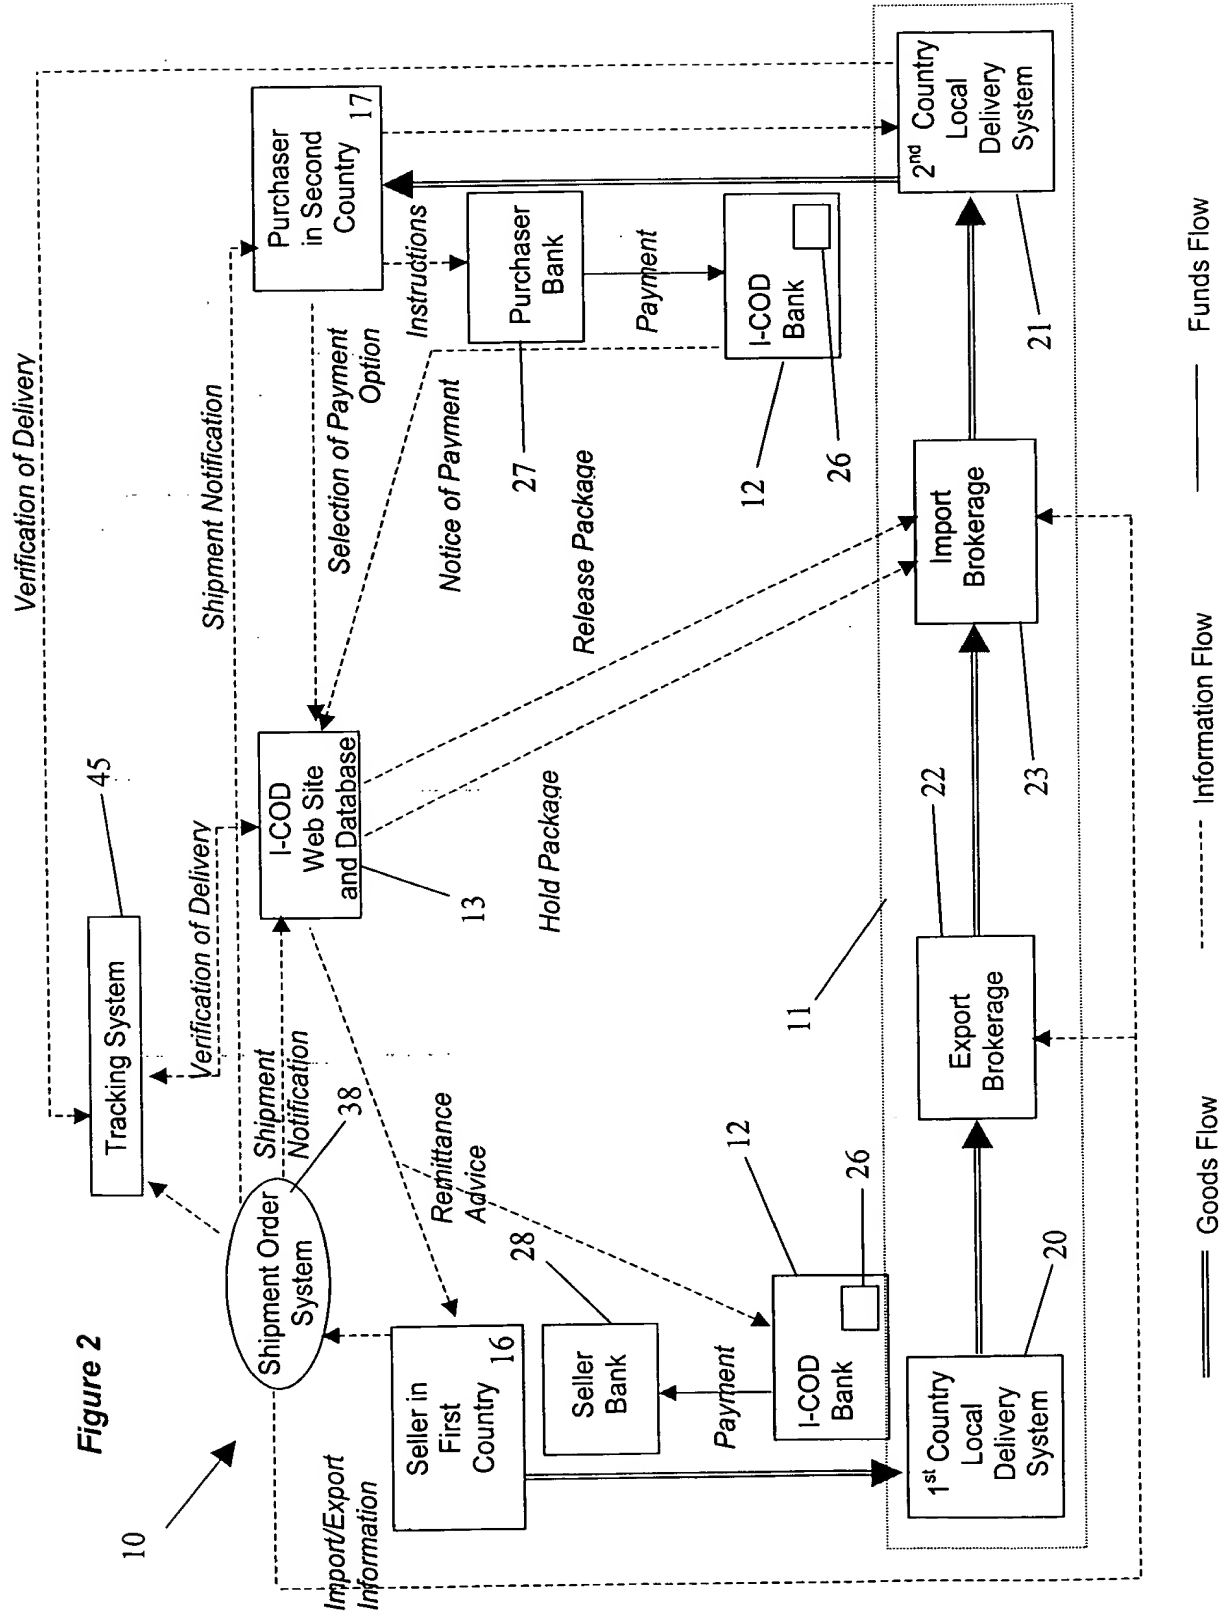 Figure 2
10
Verification of Delivery
Tracking System
45
Shipment Notification
Verification of Delivery
Shipment Order
System
38
Shipment
Notification
I-COD
Web Site
and Database
13
Purchaser
in Second
Country
17
Selection of Payment
Option
Instructions
Import/Export
Information
Seller in
First
Country
16
Remittance
Advice
Notice of Payment
Purchaser
Bank
27
Release Package
Hold Package
Seller
Bank
28
Payment
Payment
I-COD
Bank
12
26
I-COD
Bank
12
26
11
1st Country
Local
Delivery
System
20
Export
Brokerage
22
Import
Brokerage
23
2nd Country
Local
Delivery
System
21
Goods Flow
Information Flow
Funds Flow